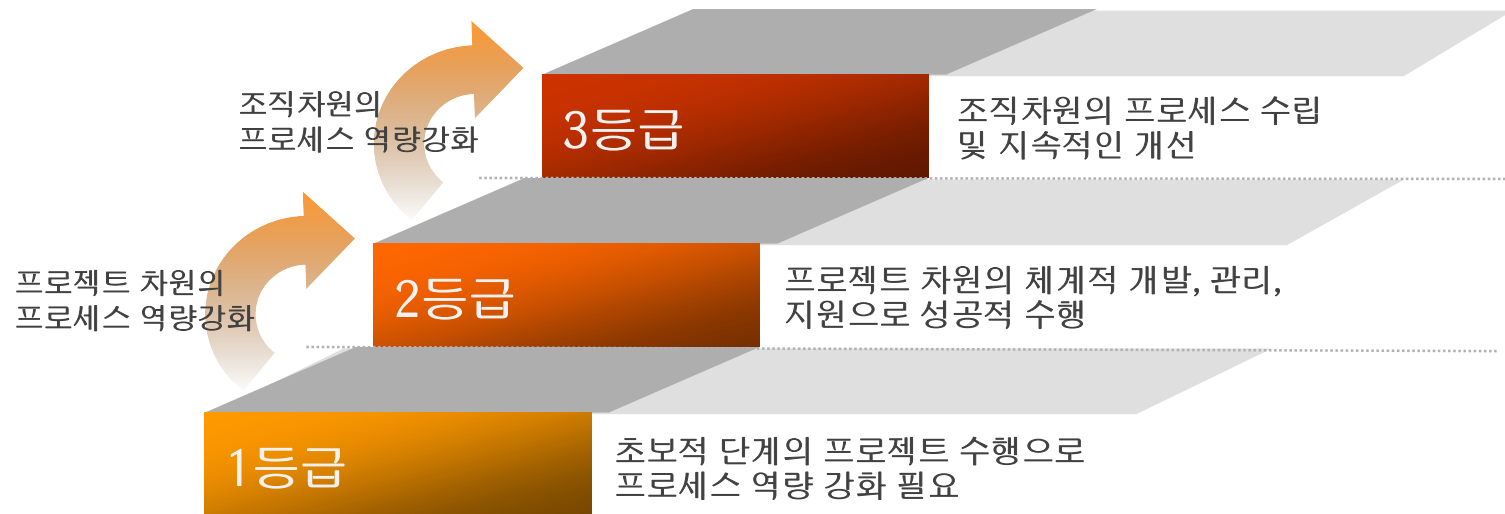 조직차원의
프로세스 역량강화
3등급
조직차원의 프로세스 수립
및 지속적인 개선
프로젝트 차원의
프로세스 역량강화
2등급
프로젝트 차원의 체계적 개발, 관리,
지원으로 성공적 수행
1등급
초보적 단계의 프로젝트 수행으로
프로세스 역량 강화 필요